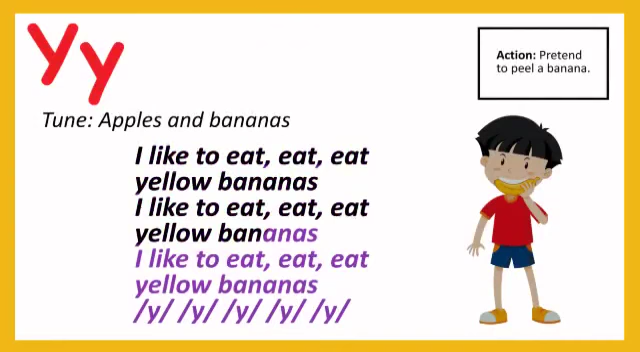 Yy
Action: Pretend
to peel a banana.
Tune: Apples and bananas
I like to eat, eat, eat
yellow bananas
I like to eat, eat, eat
yellow bananas
I like to eat, eat, eat
yellow bananas
/y/ /y/ /y/ /y/ /y/